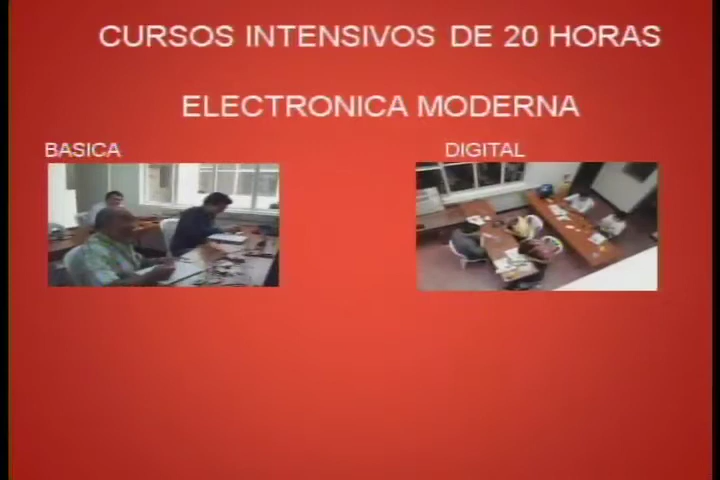 CURSOS INTENSIVOS DE 20 HORAS
ELECTRONICA MODERNA
BASICA
DIGITAL